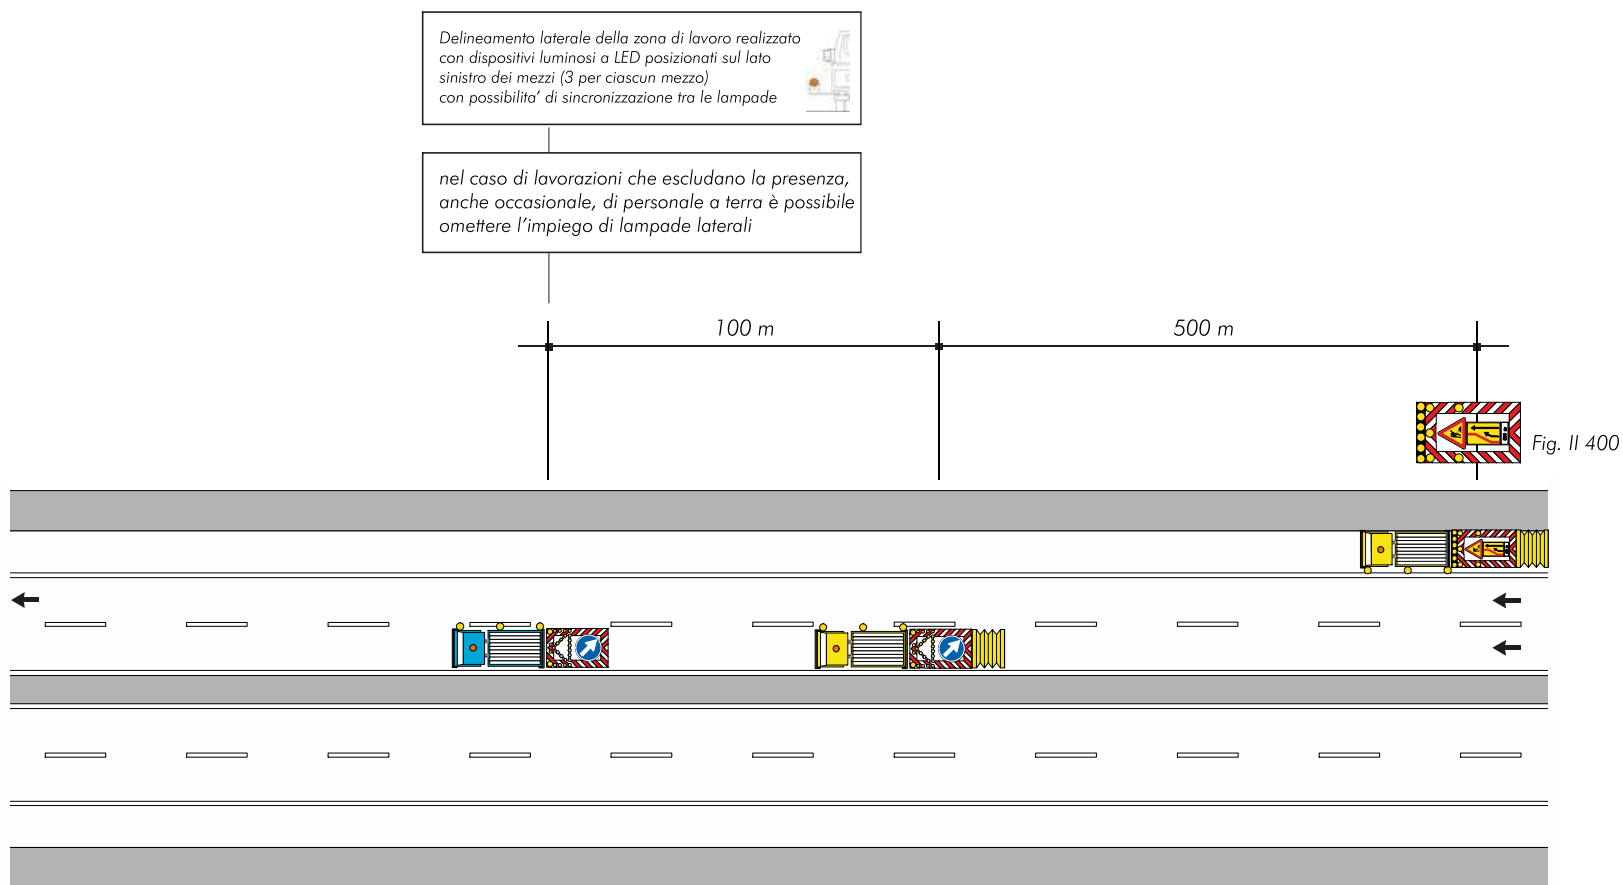 Delineamento laterale della zona di lavoro realizzato
con dispositivi luminosi a LED posizionati sul lato
sinistro dei mezzi (3 per ciascun mezzo)
con possibilita’ di sincronizzazione tra le lampade
nel caso di lavorazioni che escludano la presenza,
anche occasionale, di personale a terra è possibile
omettere l’impiego di lampade laterali
100 m
500 m
Fig. II 400